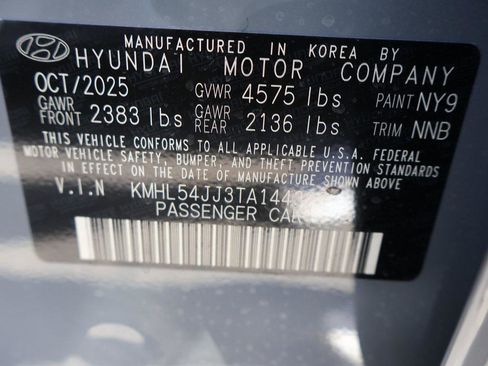 MANUFACTURED IN KOREA BY
HYUNDAI MOTOR COMPANY
OCT/2025 GVWR 4575 lbs PAINT NY9
GAWR FRONT 2383 lbs GAWR REAR 2136 lbs TRIM NNB
THIS VEHICLE CONFORMS TO ALL APPLICABLE U.S.A. FEDERAL
MOTOR VEHICLE SAFETY, BUMPER, AND THEFT PREVENTION STANDARDS
IN EFFECT ON THE DATE OF MANUFACTURE SHOWN ABOVE.
V.I.N KMHL54JJ3TA144
PASSENGER CAR